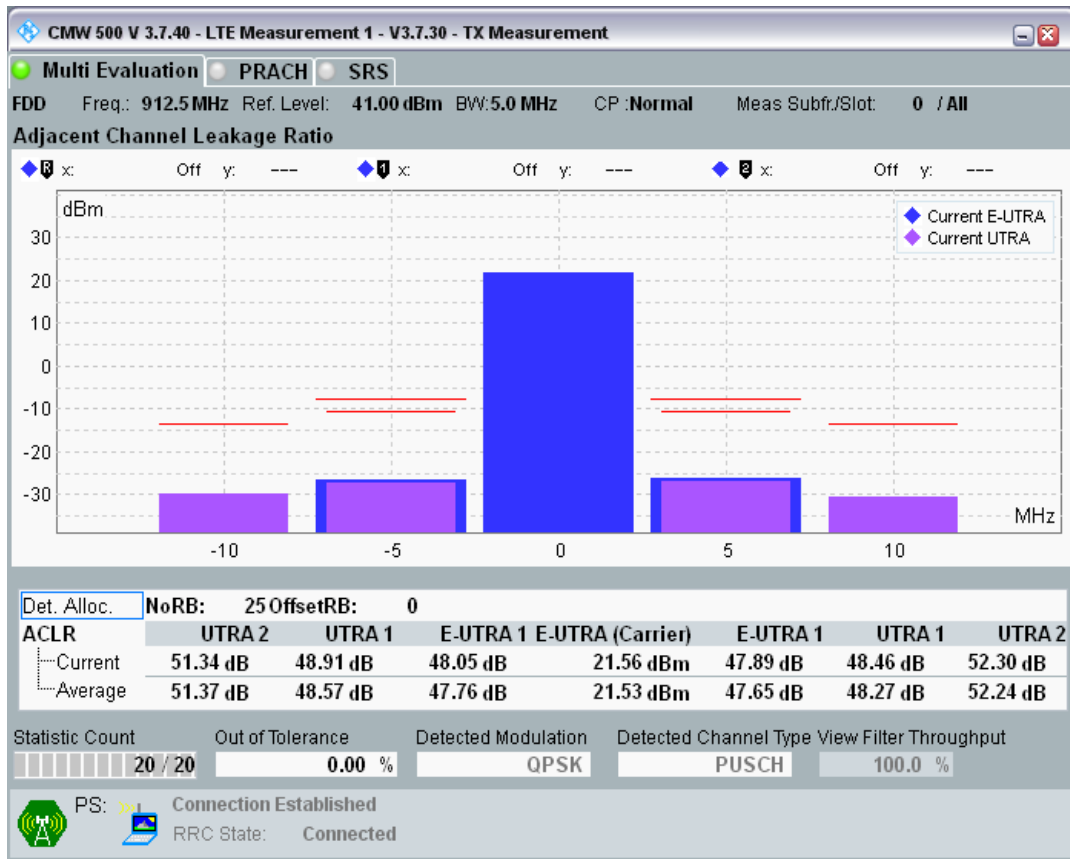 CMW 500 V 3.7.40 - LTE Measurement 1 - V3.7.30 - TX Measurement
Multi Evaluation PRACH SRS
FDD Freq.: 912.5 MHz Ref. Level: 41.00 dBm BW: 5.0 MHz CP : Normal Meas Subfr./Slot: 0 / All
Adjacent Channel Leakage Ratio
R x: Off y: --- 1 x: Off y: --- 2 x: Off y: ---
dBm
Current E-UTRA
Current UTRA
30
20
10
0
-10
-20
-30
MHz
-10 -5 0 5 10
Det. Alloc. NoRB: 25 OffsetRB: 0
ACLR UTRA 2 UTRA 1 E-UTRA 1 E-UTRA (Carrier) E-UTRA 1 UTRA 1 UTRA 2
Current 51.34 dB 48.91 dB 48.05 dB 21.56 dBm 47.89 dB 48.46 dB 52.30 dB
Average 51.37 dB 48.57 dB 47.76 dB 21.53 dBm 47.65 dB 48.27 dB 52.24 dB
Statistic Count Out of Tolerance Detected Modulation Detected Channel Type View Filter Throughput
20 / 20 0.00 % QPSK PUSCH 100.0 %
PS: Connection Established
RRC State: Connected